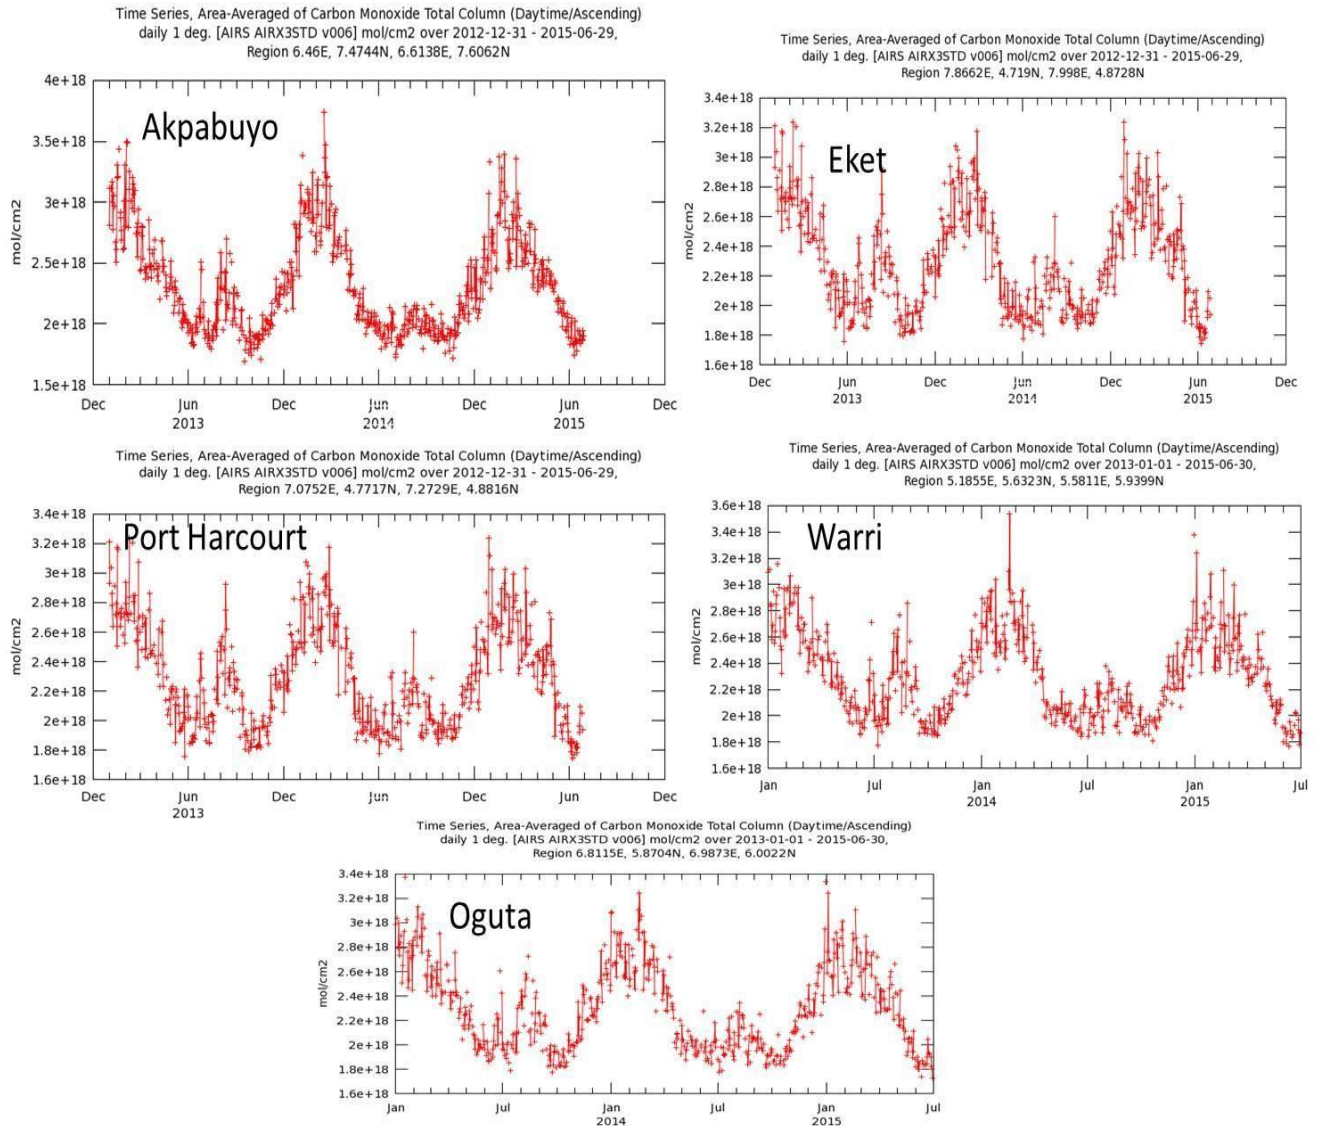 Time Series, Area-Averaged of Carbon Monoxide Total Column (Daytime/Ascending)
daily 1 deg. [AIRS AIRX3STD v006] mol/cm2 over 2012-12-31 - 2015-06-29,
Region 6.46E, 7.4744N, 6.6138E, 7.6062N
4e+18
Akpabuyo
3.5e+18
3e+18
mol/cm2
2.5e+18
2e+18
1.5e+18
Dec Jun Dec Jun Dec Jun Dec
2013 2014 2015
Time Series, Area-Averaged of Carbon Monoxide Total Column (Daytime/Ascending)
daily 1 deg. [AIRS AIRX3STD v006] mol/cm2 over 2012-12-31 - 2015-06-29,
Region 7.8662E, 4.719N, 7.998E, 4.8728N
3.4e+18
3.2e+18
Eket
3e+18
2.8e+18
2.6e+18
mol/cm2
2.4e+18
2.2e+18
2e+18
1.8e+18
1.6e+18
Dec Jun Dec Jun Dec Jun Dec
2013 2014 2015
Time Series, Area-Averaged of Carbon Monoxide Total Column (Daytime/Ascending)
daily 1 deg. [AIRS AIRX3STD v006] mol/cm2 over 2012-12-31 - 2015-06-29,
Region 7.0752E, 4.7717N, 7.2729E, 4.8816N
3.4e+18
Port Harcourt
3.2e+18
3e+18
2.8e+18
2.6e+18
mol/cm2
2.4e+18
2.2e+18
2e+18
1.8e+18
1.6e+18
Dec Jun Dec Jun Dec Jun Dec
2013 2014 2015
Time Series, Area-Averaged of Carbon Monoxide Total Column (Daytime/Ascending)
daily 1 deg. [AIRS AIRX3STD v006] mol/cm2 over 2013-01-01 - 2015-06-30,
Region 5.1855E, 5.6323N, 5.5811E, 5.9399N
3.6e+18
3.4e+18
Warri
3.2e+18
3e+18
2.8e+18
2.6e+18
mol/cm2
2.4e+18
2.2e+18
2e+18
1.8e+18
1.6e+18
Jan Jul Jan Jul Jan Jul
2014 2015
Time Series, Area-Averaged of Carbon Monoxide Total Column (Daytime/Ascending)
daily 1 deg. [AIRS AIRX3STD v006] mol/cm2 over 2013-01-01 - 2015-06-30,
Region 6.8115E, 5.8704N, 6.9873E, 6.0022N
3.4e+18
3.2e+18
Oguta
3e+18
2.8e+18
2.6e+18
mol/cm2
2.4e+18
2.2e+18
2e+18
1.8e+18
1.6e+18
Jan Jul Jan Jul Jan Jul
2014 2015